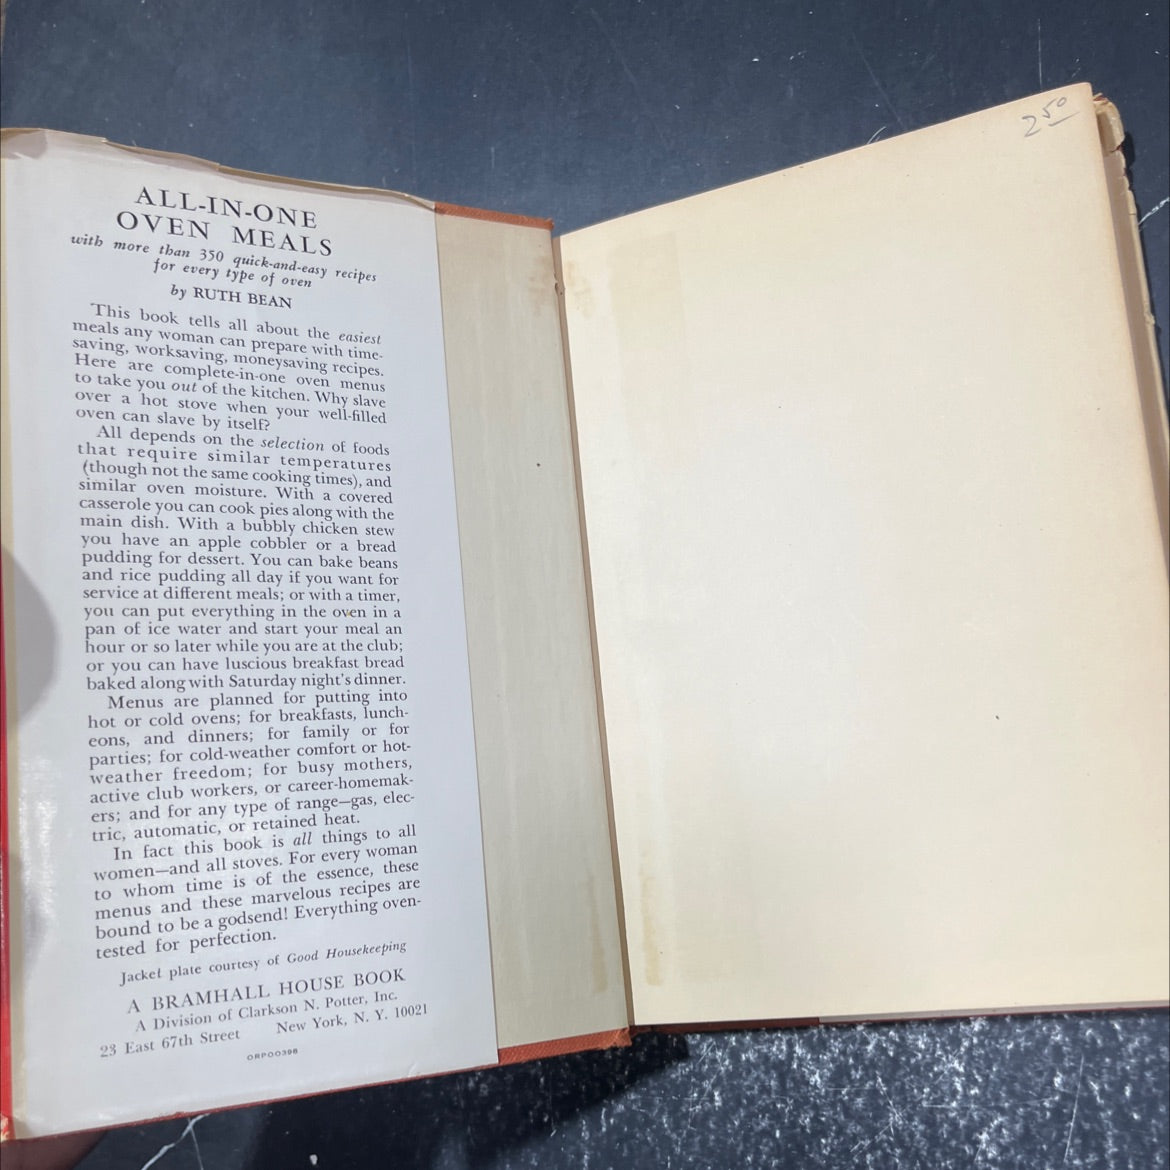 ALL-IN-ONE
OVEN MEALS
with more than 350 quick-and-easy recipes
for every type of oven
by RUTH BEAN
This book tells all about the easiest
meals any woman can prepare with time-
saving, worksaving, moneysaving recipes.
Here are complete-in-one oven menus
to take you out of the kitchen. Why slave
over a hot stove when your well-filled
oven can slave by itself?
All depends on the selection of foods
that require similar temperatures
(though not the same cooking times), and
similar oven moisture. With a covered
casserole you can cook pies along with the
main dish. With a bubbly chicken stew
you have an apple cobbler or a bread
pudding for dessert. You can bake beans
and rice pudding all day if you want for
service at different meals; or with a timer,
you can put everything in the oven in a
pan of ice water and start your meal an
hour or so later while you are at the club;
or you can have luscious breakfast bread
baked along with Saturday night's dinner.
Menus are planned for putting into
hot or cold ovens; for breakfasts, lunch-
eons, and dinners; for family or for
parties; for cold-weather comfort or hot-
weather freedom; for busy mothers,
active club workers, or career-homemak-
ers; and for any type of range—gas, elec-
tric, automatic, or retained heat.
In fact this book is all things to all
women—and all stoves. For every woman
to whom time is of the essence, these
menus and these marvelous recipes are
bound to be a godsend! Everything oven-
tested for perfection.
Jacket plate courtesy of Good Housekeeping
A BRAMHALL HOUSE BOOK
A Division of Clarkson N. Potter, Inc.
23 East 67th Street New York, N. Y. 10021
ORP00398
2 50